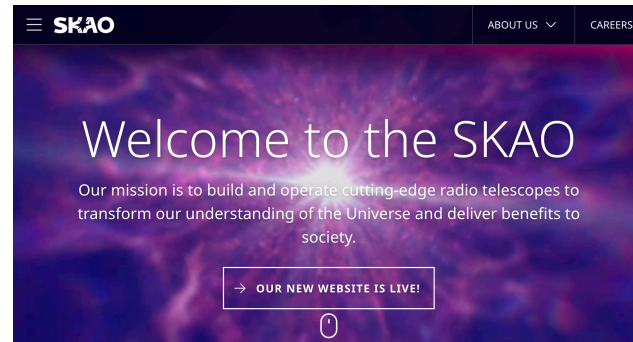 SKAO
ABOUT US
CAREERS
Welcome to the SKAO
Our mission is to build and operate cutting-edge radio telescopes to
transform our understanding of the Universe and deliver benefits to
society.
→ OUR NEW WEBSITE IS LIVE!